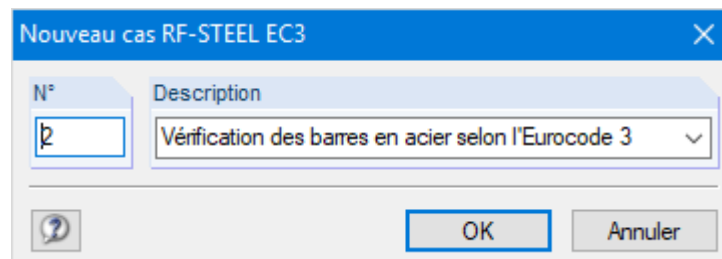 Nouveau cas RF-STEEL EC3
N° Description
2 Vérification des barres en acier selon l'Eurocode 3
OK Annuler